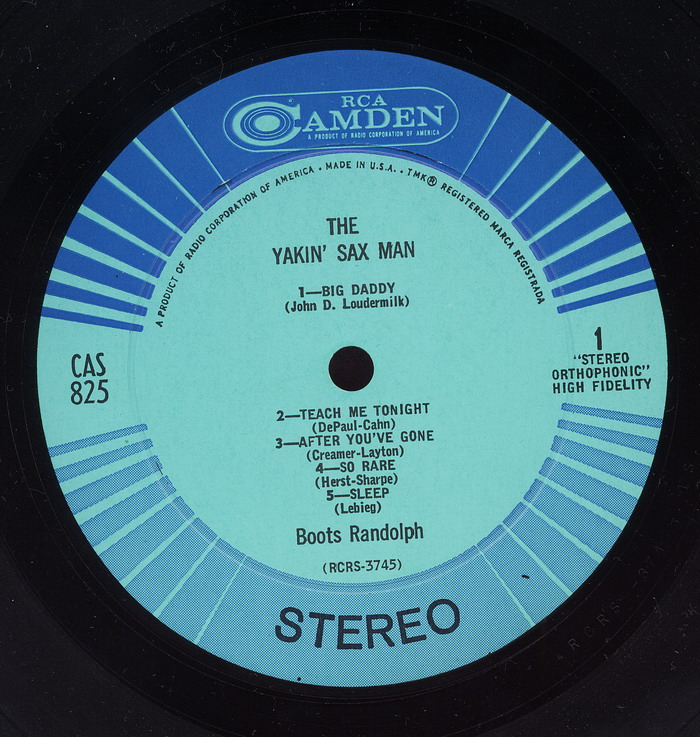 RCA
CAMDEN
A PRODUCT OF RADIO CORPORATION OF AMERICA
A PRODUCT OF RADIO CORPORATION OF AMERICA • MADE IN U.S.A. • TMK® REGISTERED MARCA REGISTRADA
THE
YAKIN' SAX MAN
1—BIG DADDY
(John D. Loudermilk)
CAS
825
1
"STEREO
ORTHOPHONIC"
HIGH FIDELITY
2—TEACH ME TONIGHT
(DePaul-Cahn)
3—AFTER YOU'VE GONE
(Creamer-Layton)
4—SO RARE
(Herst-Sharpe)
5—SLEEP
(Lebieg)
Boots Randolph
(RCRS-3745)
STEREO